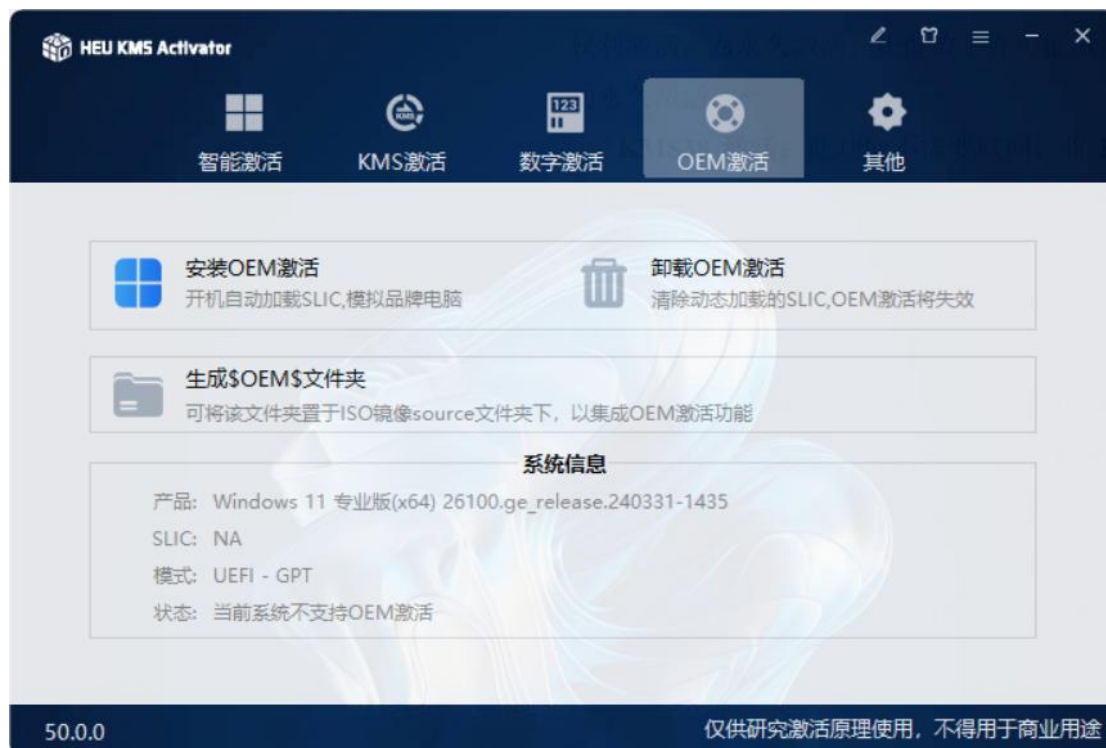 HEU KMS Activator
智能激活
KMS激活
数字激活
OEM激活
其他
安装OEM激活
开机自动加载SLIC,模拟品牌电脑
卸载OEM激活
清除动态加载的SLIC,OEM激活将失效
生成$OEM$文件夹
可将该文件夹置于ISO镜像source文件夹下，以集成OEM激活功能
系统信息
产品: Windows 11 专业版(x64) 26100.ge_release.240331-1435
SLIC: NA
模式: UEFI - GPT
状态: 当前系统不支持OEM激活
50.0.0
仅供研究激活原理使用，不得用于商业用途